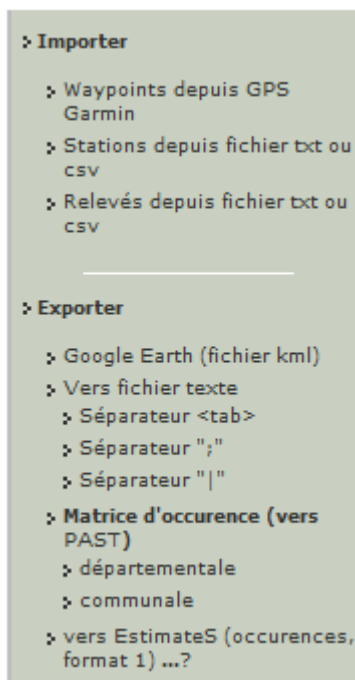 Importer
Waypoints depuis GPS
Garmin
Stations depuis fichier txt ou
csv
Relevés depuis fichier txt ou
csv
Exporter
Google Earth (fichier kml)
Vers fichier texte
Séparateur <tab>
Séparateur ";"
Séparateur "|"
Matrice d'occurence (vers
PAST)
départementale
communale
vers EstimateS (occurences,
format 1) ...?